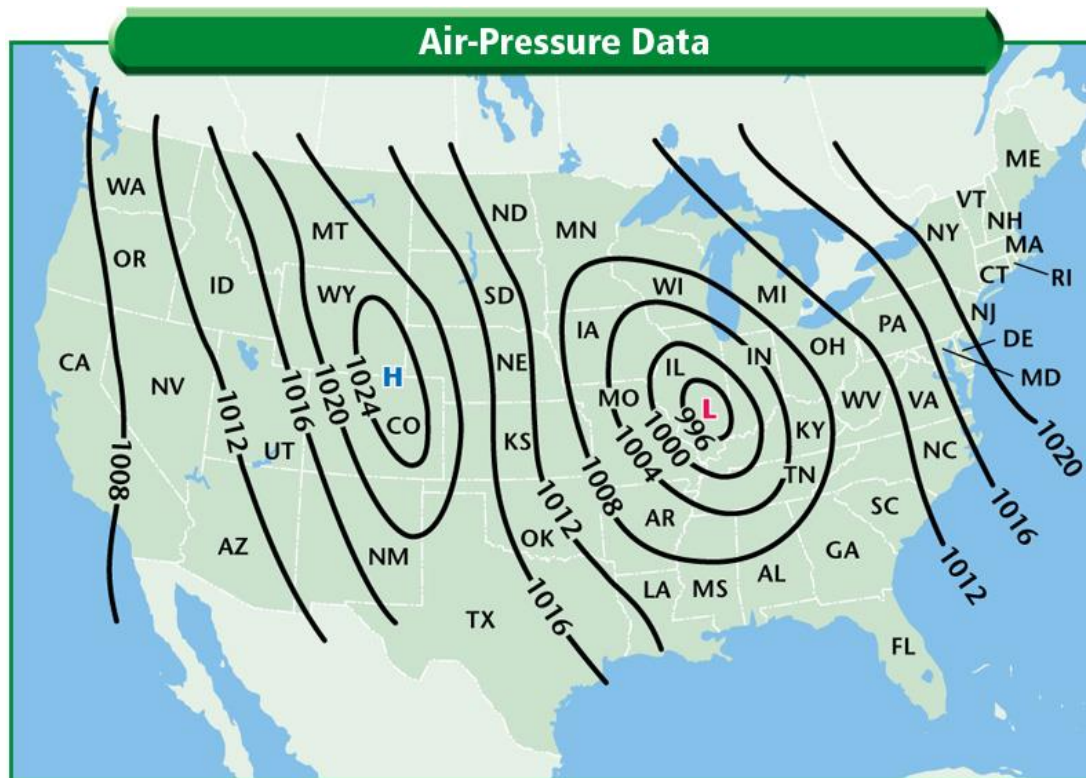 Air-Pressure Data
ME
WA
VT
MT
ND
NH
MN
NY
MA
OR
CT
RI
ID
WI
MI
WY
SD
NJ
PA
DE
IA
CA
NE
IN
OH
MD
NV
H
IL
1024
MO
L
WV
VA
1016
1020
CO
996
1012
KY
UT
KS
1000
NC
1020
1008
1004
TN
1008
1012
1016
SC
AR
AZ
OK
GA
NM
1012
AL
LA
MS
1016
TX
FL